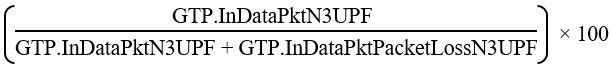 ( GTP.InDataPktN3UPF / GTP.InDataPktN3UPF + GTP.InDataPktPacketLossN3UPF ) × 100